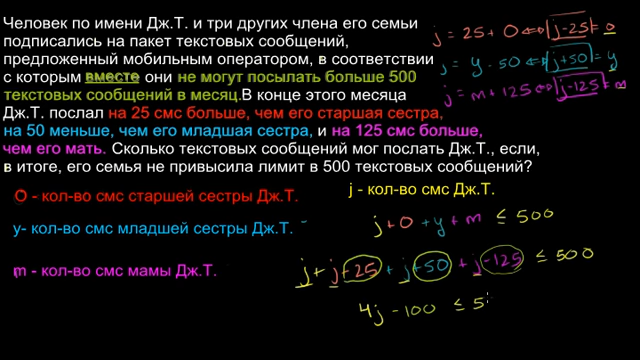 Человек по имени Дж.Т. и три других члена его семьи
подписались на пакет текстовых сообщений,
предложенный мобильным оператором, в соответствии
с которым вместе они не могут посылать больше 500
текстовых сообщений в месяц.В конце этого месяца
Дж.Т. послал на 25 смс больше, чем его старшая сестра,
на 50 меньше, чем его младшая сестра, и на 125 смс больше,
чем его мать. Сколько текстовых сообщений мог послать Дж.Т., если,
в итоге, его семья не привысила лимит в 500 текстовых сообщений?
j = 25 + O ⇔ j-25 = O
j = y - 50 ⇔ j+50 = y
j = m + 125 ⇔ j-125 = m
O - кол-во смс старшей сестры Дж.Т.
y- кол-во смс младшей сестры Дж.Т.
m - кол-во смс мамы Дж.Т.
j - кол-во смс Дж.Т.
j + O + y + m ≤ 500
j + j-25 + j+50 + j-125 ≤ 500
4j - 100 ≤ 5